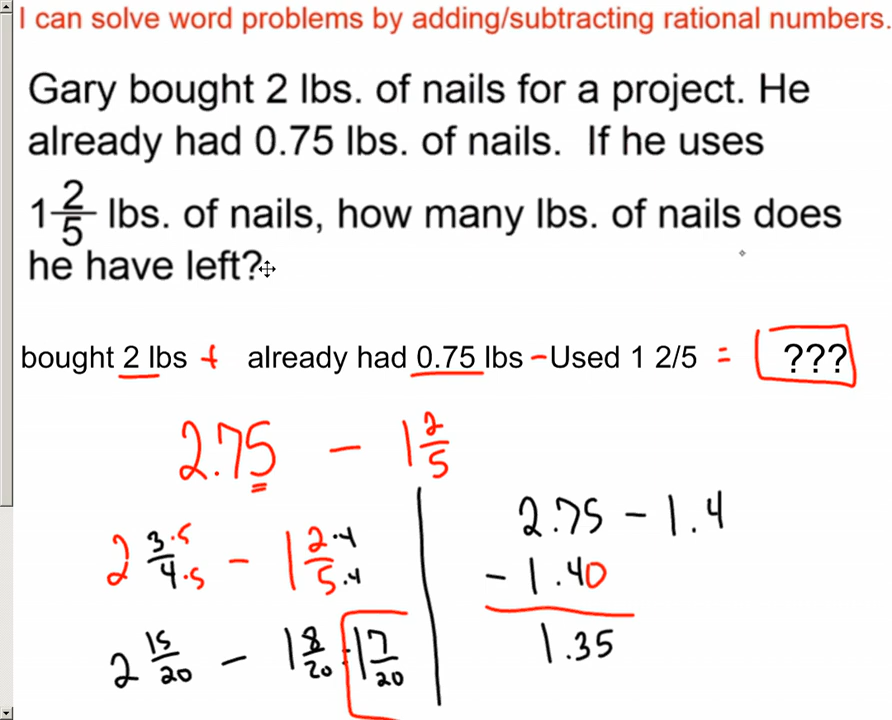 I can solve word problems by adding/subtracting rational numbers.
Gary bought 2 lbs. of nails for a project. He
already had 0.75 lbs. of nails. If he uses
1 2/5 lbs. of nails, how many lbs. of nails does
he have left?
bought 2 lbs + already had 0.75 lbs - Used 1 2/5 = ???
2.75 - 1 2/5
2 3·5/4·5 - 1 2·4/5·4
2 15/20 - 1 8/20 = 1 7/20
2.75 - 1.4
- 1.40
1.35